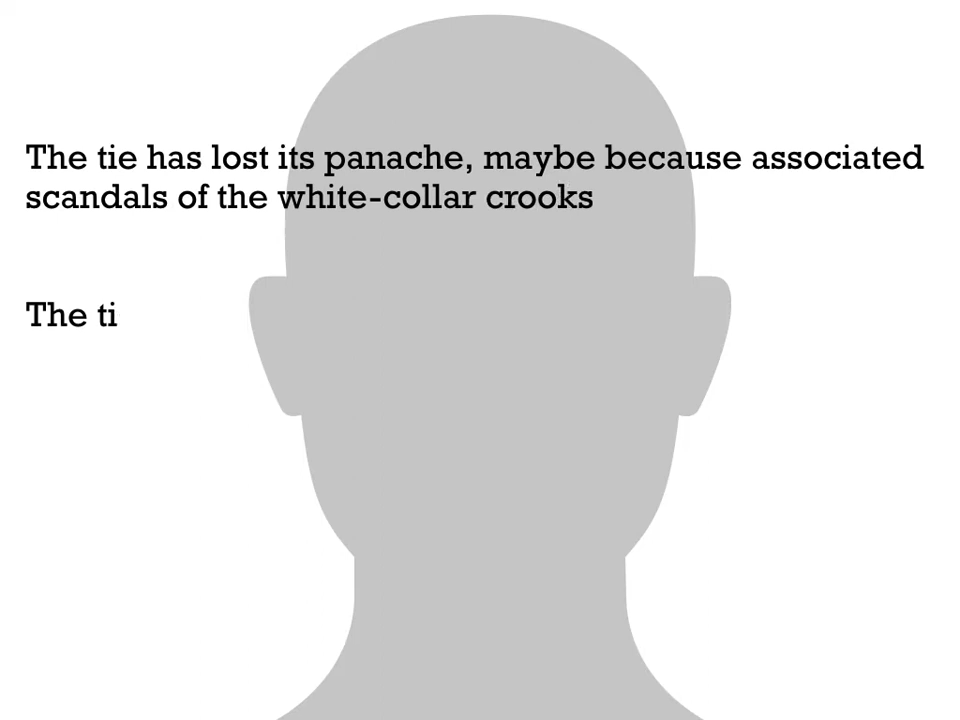 The tie has lost its panache, maybe because associated
scandals of the white-collar crooks
The ti